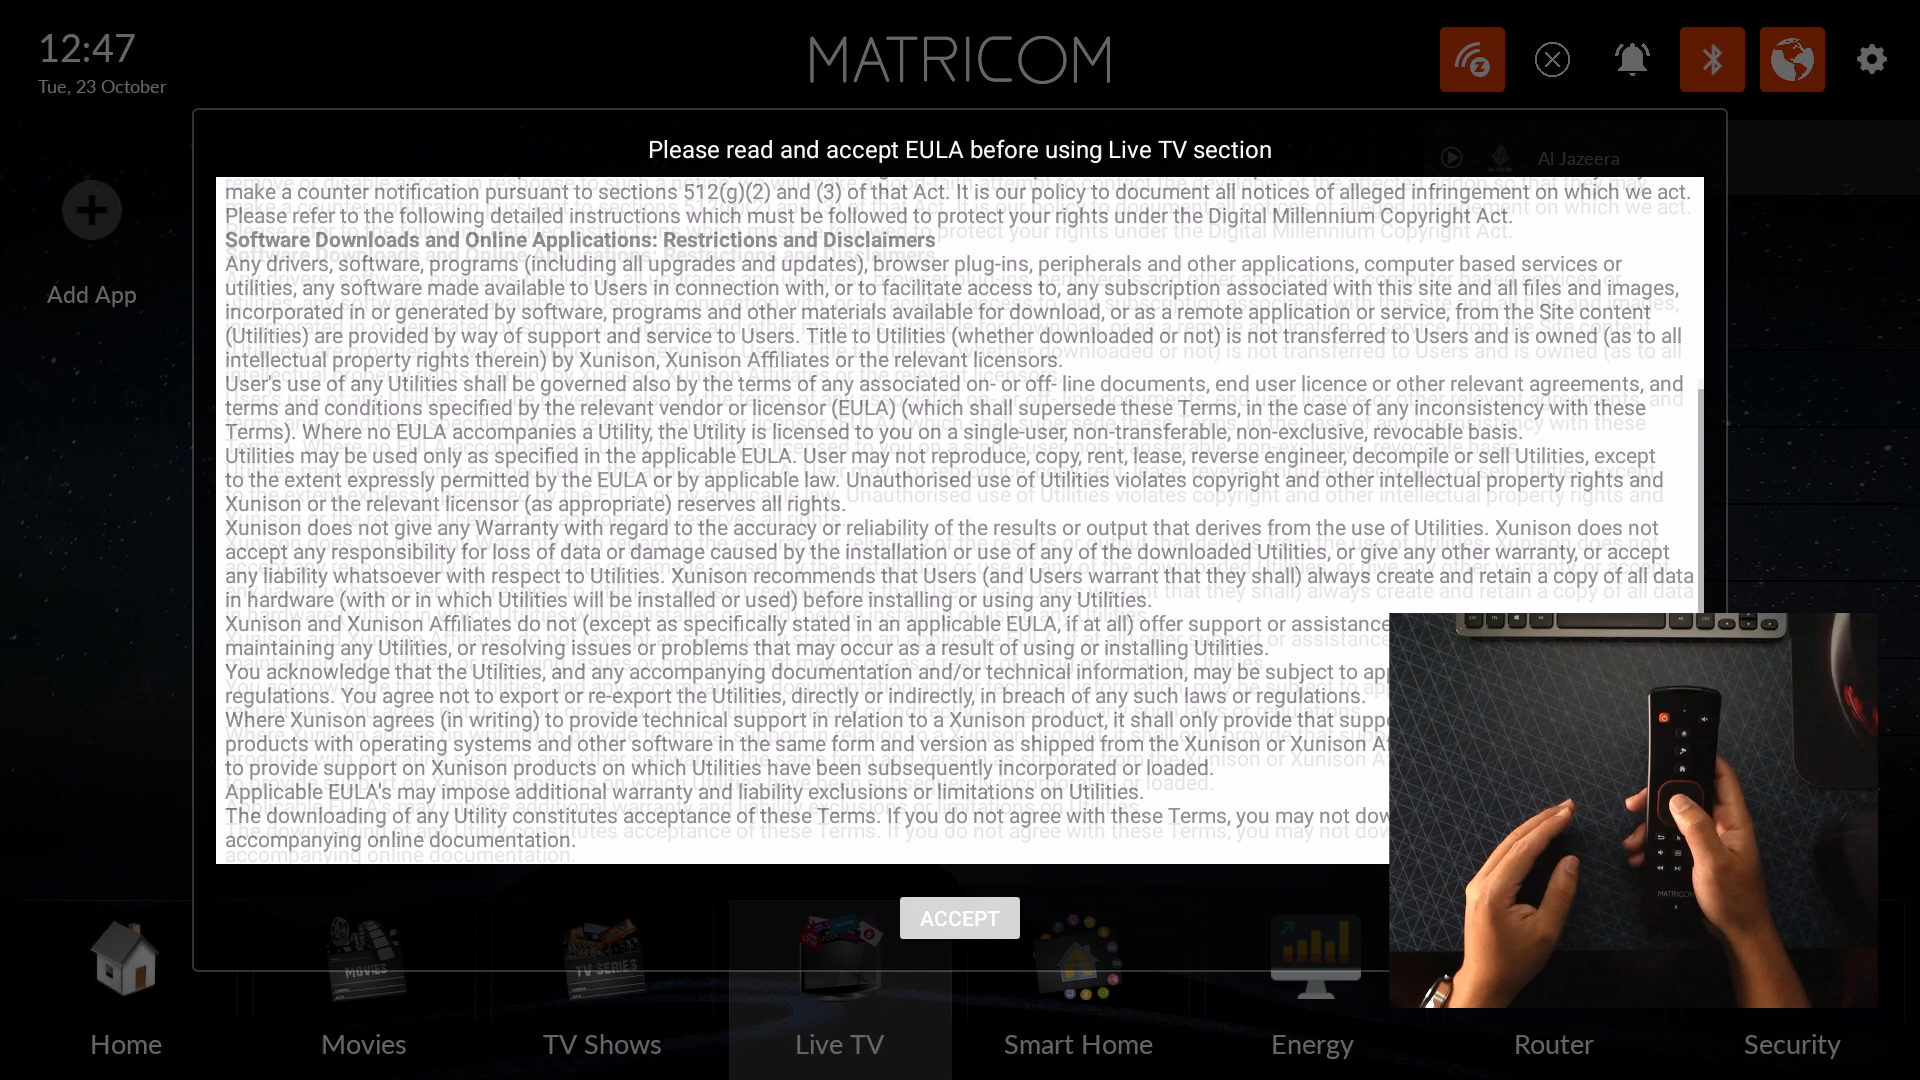 12:47
Tue, 23 October
MATRICOM
Please read and accept EULA before using Live TV section
Al Jazeera
Add App
make a counter notification pursuant to sections 512(g)(2) and (3) of that Act. It is our policy to document all notices of alleged infringement on which we act.
Please refer to the following detailed instructions which must be followed to protect your rights under the Digital Millennium Copyright Act.
Software Downloads and Online Applications: Restrictions and Disclaimers
Any drivers, software, programs (including all upgrades and updates), browser plug-ins, peripherals and other applications, computer based services or
utilities, any software made available to Users in connection with, or to facilitate access to, any subscription associated with this site and all files and images,
incorporated in or generated by software, programs and other materials available for download, or as a remote application or service, from the Site content
(Utilities) are provided by way of support and service to Users. Title to Utilities (whether downloaded or not) is not transferred to Users and is owned (as to all
intellectual property rights therein) by Xunison, Xunison Affiliates or the relevant licensors.
User's use of any Utilities shall be governed also by the terms of any associated on- or off- line documents, end user licence or other relevant agreements, and
terms and conditions specified by the relevant vendor or licensor (EULA) (which shall supersede these Terms, in the case of any inconsistency with these
Terms). Where no EULA accompanies a Utility, the Utility is licensed to you on a single-user, non-transferable, non-exclusive, revocable basis.
Utilities may be used only as specified in the applicable EULA. User may not reproduce, copy, rent, lease, reverse engineer, decompile or sell Utilities, except
to the extent expressly permitted by the EULA or by applicable law. Unauthorised use of Utilities violates copyright and other intellectual property rights and
Xunison or the relevant licensor (as appropriate) reserves all rights.
Xunison does not give any Warranty with regard to the accuracy or reliability of the results or output that derives from the use of Utilities. Xunison does not
accept any responsibility for loss of data or damage caused by the installation or use of any of the downloaded Utilities, or give any other warranty, or accept
any liability whatsoever with respect to Utilities. Xunison recommends that Users (and Users warrant that they shall) always create and retain a copy of all data
in hardware (with or in which Utilities will be installed or used) before installing or using any Utilities.
Xunison and Xunison Affiliates do not (except as specifically stated in an applicable EULA, if at all) offer support or assistance
maintaining any Utilities, or resolving issues or problems that may occur as a result of using or installing Utilities.
You acknowledge that the Utilities, and any accompanying documentation and/or technical information, may be subject to app
regulations. You agree not to export or re-export the Utilities, directly or indirectly, in breach of any such laws or regulations.
Where Xunison agrees (in writing) to provide technical support in relation to a Xunison product, it shall only provide that suppo
products with operating systems and other software in the same form and version as shipped from the Xunison or Xunison Af
to provide support on Xunison products on which Utilities have been subsequently incorporated or loaded.
Applicable EULA's may impose additional warranty and liability exclusions or limitations on Utilities.
The downloading of any Utility constitutes acceptance of these Terms. If you do not agree with these Terms, you may not dow
accompanying online documentation.
MATRICOM
ACCEPT
MOVIES
TV SERIES
Home
Movies
TV Shows
Live TV
Smart Home
Energy
Router
Security